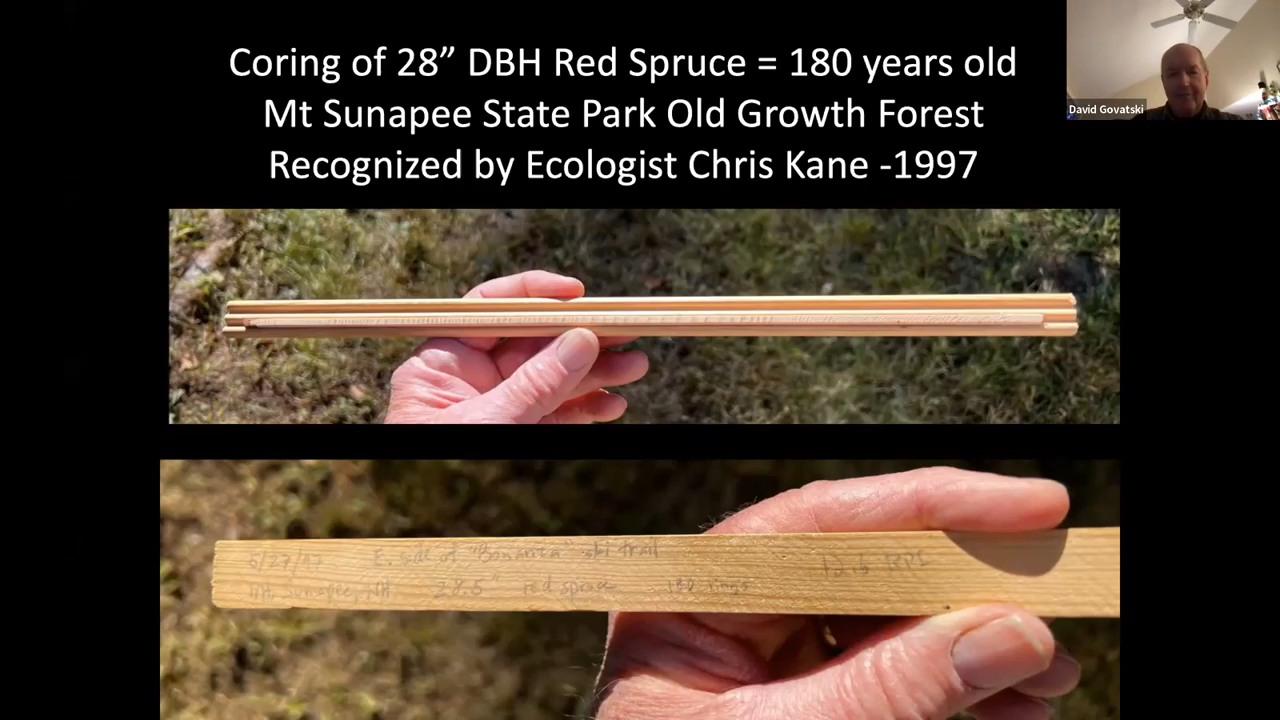 Coring of 28” DBH Red Spruce = 180 years old
Mt Sunapee State Park Old Growth Forest
Recognized by Ecologist Chris Kane -1997
David Govatski
E. side of "Bonanza" ski trail
Mt. Sunapee, NH 28.5" red spruce 180 rings